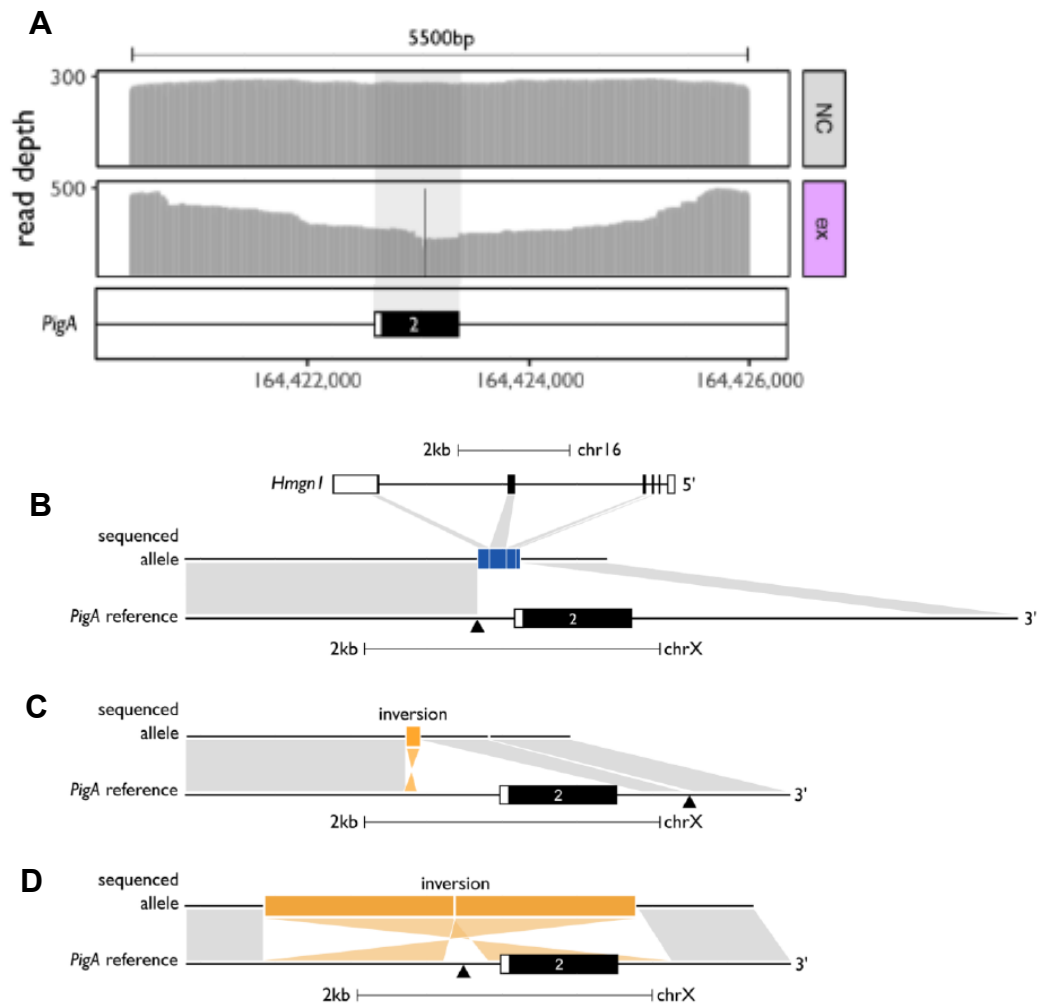 A
5500bp
300
read depth
NC
500
ex
PigA
2
164,422,000 164,424,000 164,426,000
2kb chr16
Hmgn1 5'
B
sequenced
allele
PigA reference 2 3'
2kb chrX
C
sequenced
inversion
allele
PigA reference 2 3'
2kb chrX
D
sequenced
inversion
allele
PigA reference 2 3'
2kb chrX